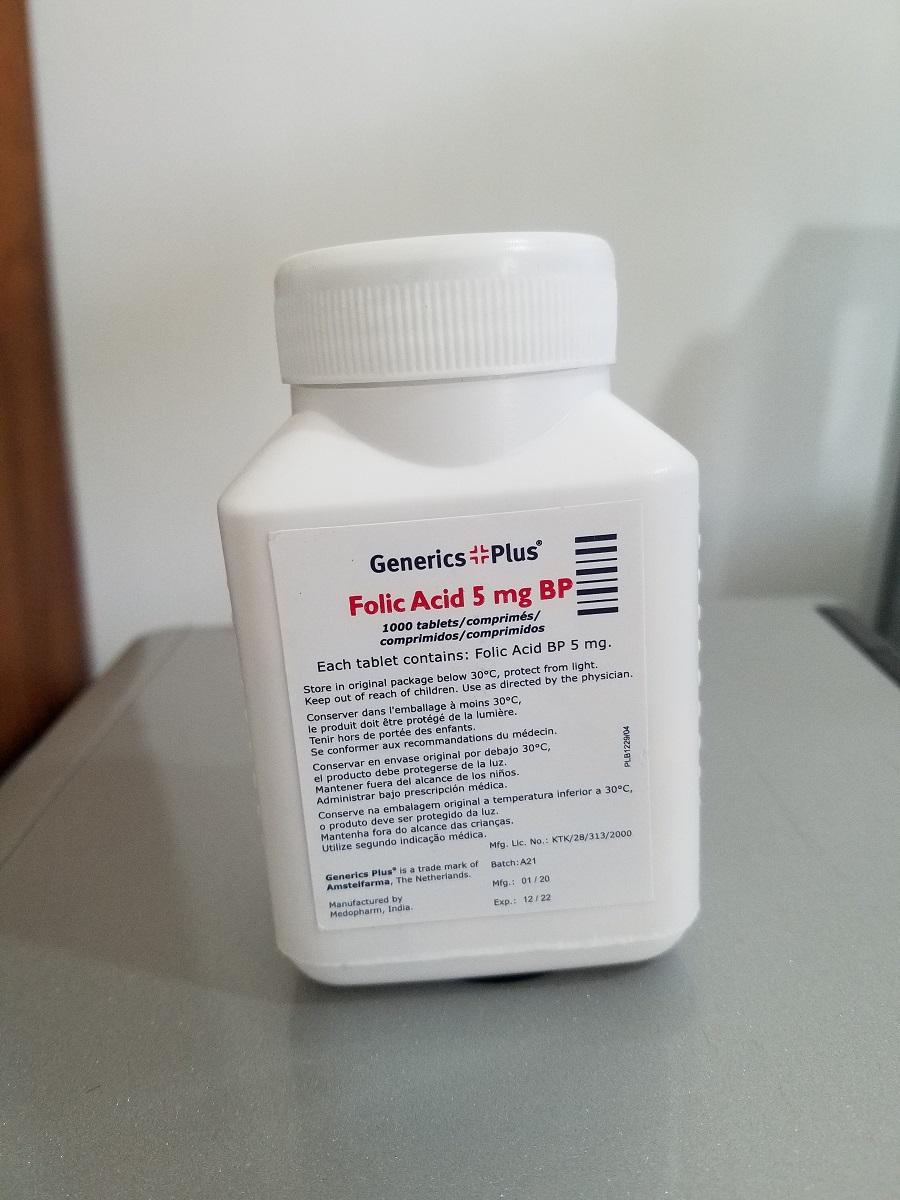 Generics Plus®
Folic Acid 5 mg BP
1000 tablets/comprimés/
comprimidos/comprimidos
Each tablet contains: Folic Acid BP 5 mg.
Store in original package below 30°C, protect from light.
Keep out of reach of children. Use as directed by the physician.
Conserver dans l'emballage à moins 30°C,
le produit doit être protégé de la lumière.
Tenir hors de portée des enfants.
Se conformer aux recommandations du médecin.
Conservar en envase original por debajo 30°C,
el producto debe protegerse de la luz.
Mantener fuera del alcance de los niños.
Administrar bajo prescripción médica.
Conserve na embalagem original a temperatura inferior a 30°C,
o produto deve ser protegido da luz.
Mantenha fora do alcance das crianças.
Utilize segundo indicação médica.
PLB1229/04
Mfg. Lic. No.: KTK/28/313/2000
Generics Plus® is a trade mark of
Amstelfarma, The Netherlands.
Manufactured by
Medopharm, India.
Batch: A21
Mfg.: 01 / 20
Exp.: 12 / 22